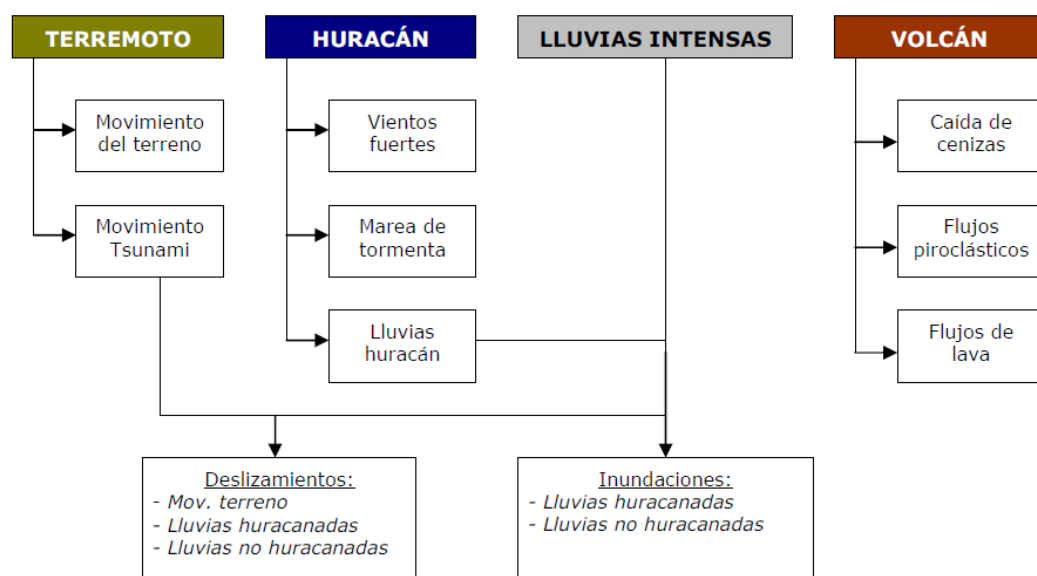 TERREMOTO
HURACÁN
LLUVIAS INTENSAS
VOLCÁN
Movimiento
del terreno
Vientos
fuertes
Caída de
cenizas
Movimiento
Tsunami
Marea de
tormenta
Flujos
piroclásticos
Lluvias
huracán
Flujos de
lava
Deslizamientos:
- Mov. terreno
- Lluvias huracanadas
- Lluvias no huracanadas
Inundaciones:
- Lluvias huracanadas
- Lluvias no huracanadas